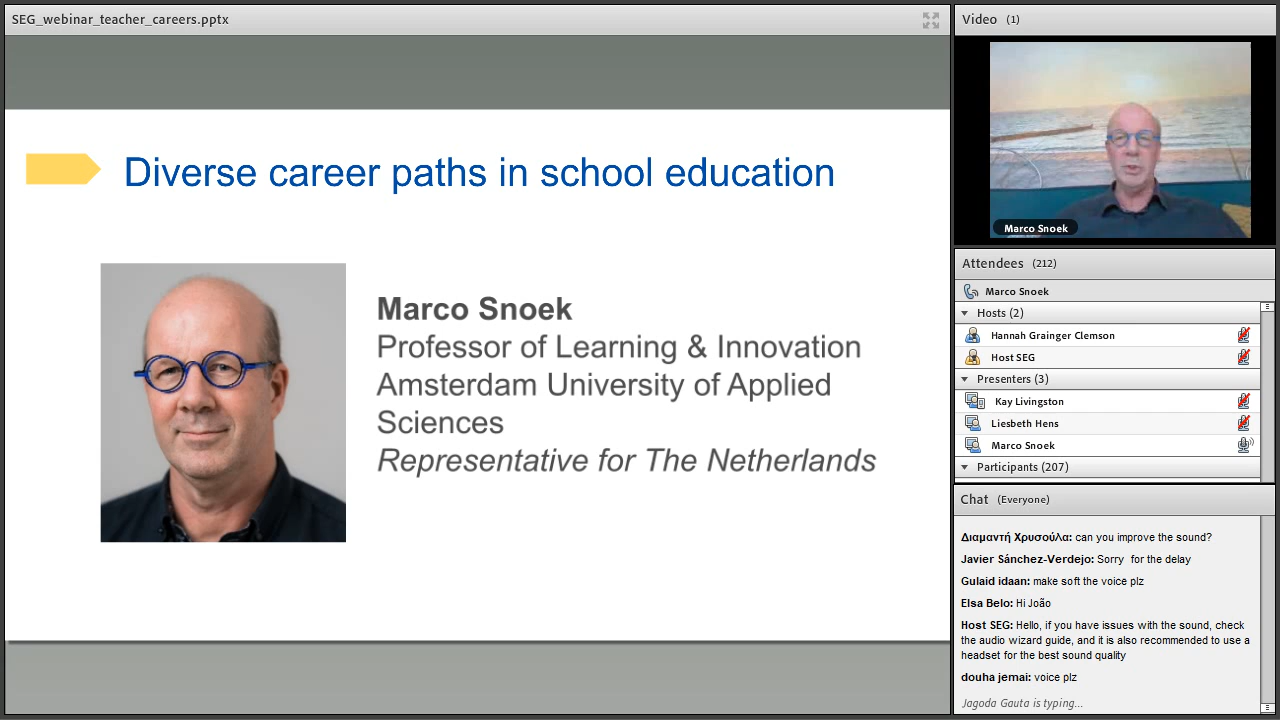 SEG_webinar_teacher_careers.pptx
Diverse career paths in school education
Marco Snoek
Professor of Learning & Innovation
Amsterdam University of Applied
Sciences
Representative for The Netherlands
Video (1)
Marco Snoek
Attendees (212)
Marco Snoek
Hosts (2)
Hannah Grainger Clemson
Host SEG
Presenters (3)
Kay Livingston
Liesbeth Hens
Marco Snoek
Participants (207)
Chat (Everyone)
Διαμαντή Χρυσούλα: can you improve the sound?
Javier Sánchez-Verdejo: Sorry for the delay
Gulaid idaan: make soft the voice plz
Elsa Belo: Hi João
Host SEG: Hello, if you have issues with the sound, check
the audio wizard guide, and it is also recommended to use a
headset for the best sound quality
douha jemai: voice plz
Jagoda Gauta is typing...